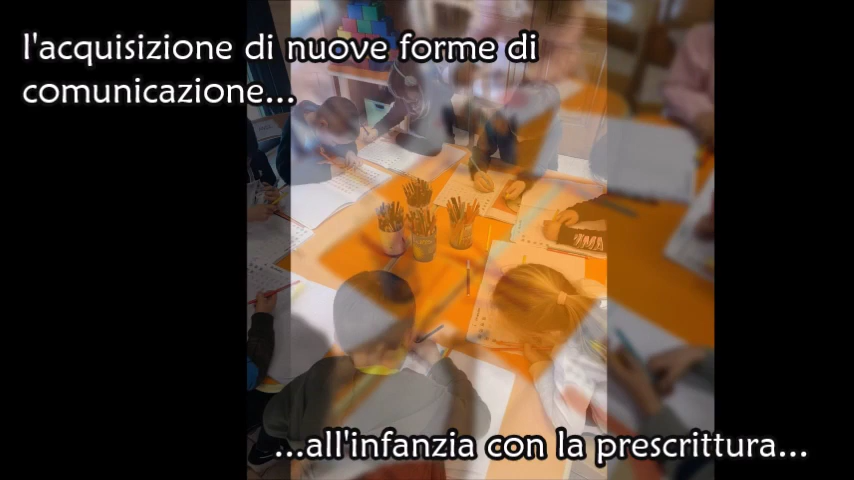 l'acquisizione di nuove forme di
comunicazione...
...all'infanzia con la prescrittura...